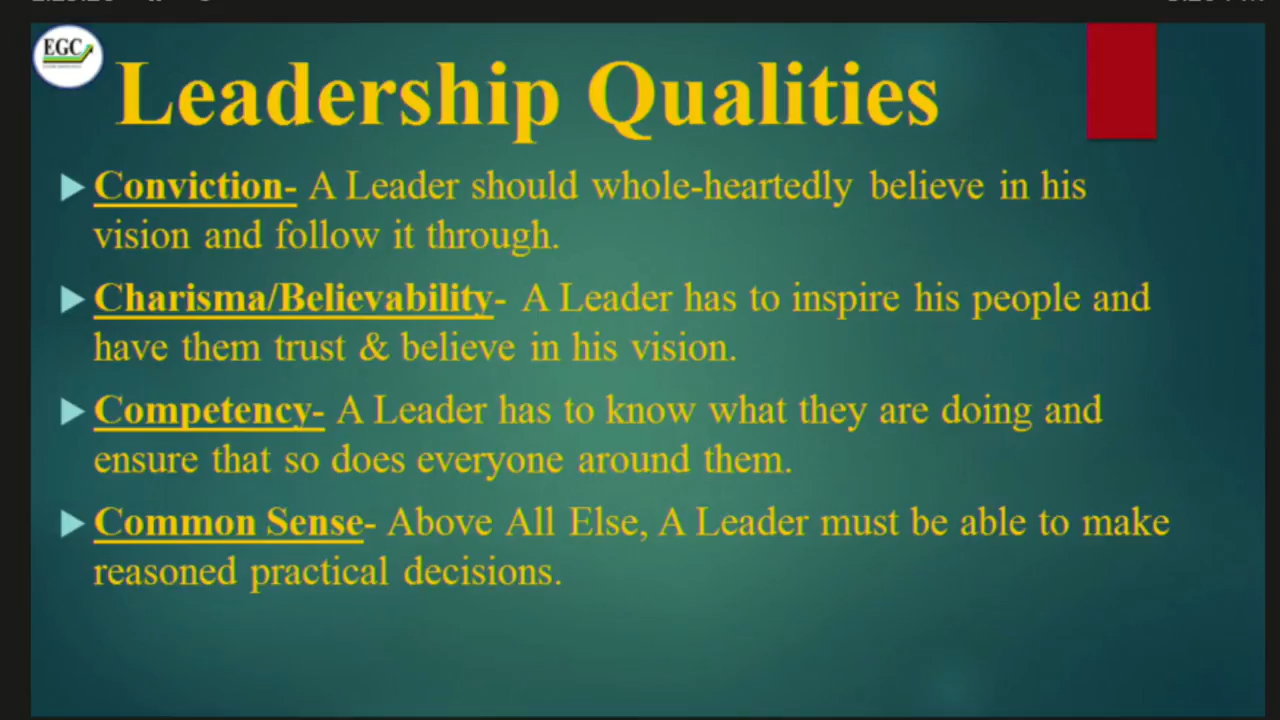 EGC
Leadership Qualities
Conviction- A Leader should whole-heartedly believe in his
vision and follow it through.
Charisma/Believability- A Leader has to inspire his people and
have them trust & believe in his vision.
Competency- A Leader has to know what they are doing and
ensure that so does everyone around them.
Common Sense- Above All Else, A Leader must be able to make
reasoned practical decisions.